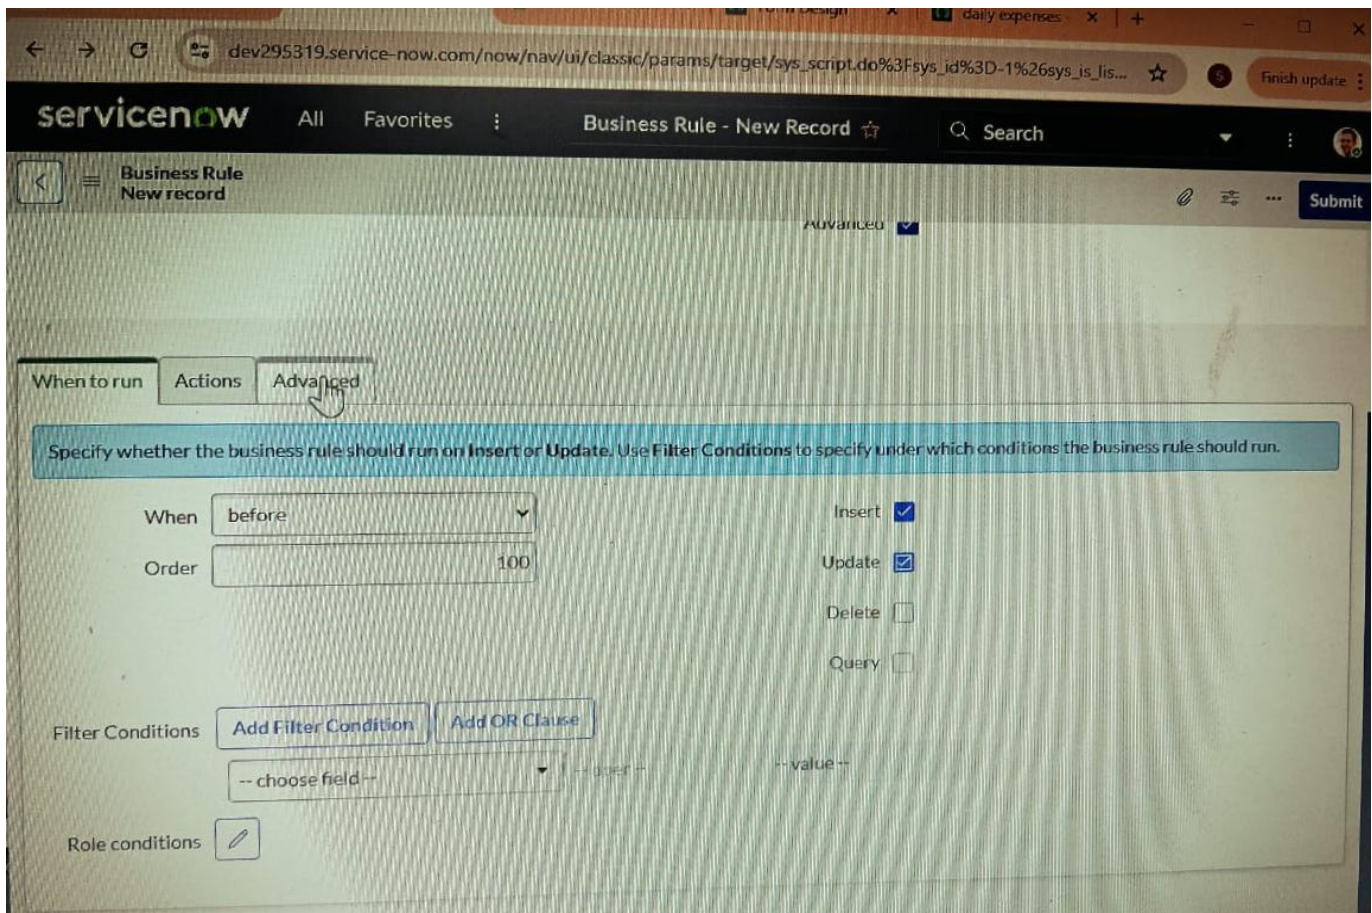 daily expenses
dev295319.service-now.com/now/nav/ui/classic/params/target/sys_script.do%3Fsys_id%3D-1%26sys_is_lis...
S
Finish update
servicenow
All
Favorites
Business Rule - New Record
Search
Business Rule
New record
Submit
Advanced
When to run
Actions
Advanced
Specify whether the business rule should run on Insert or Update. Use Filter Conditions to specify under which conditions the business rule should run.
When
before
Insert
Order
100
Update
Delete
Query
Filter Conditions
Add Filter Condition
Add OR Clause
-- choose field --
-- oper --
-- value --
Role conditions